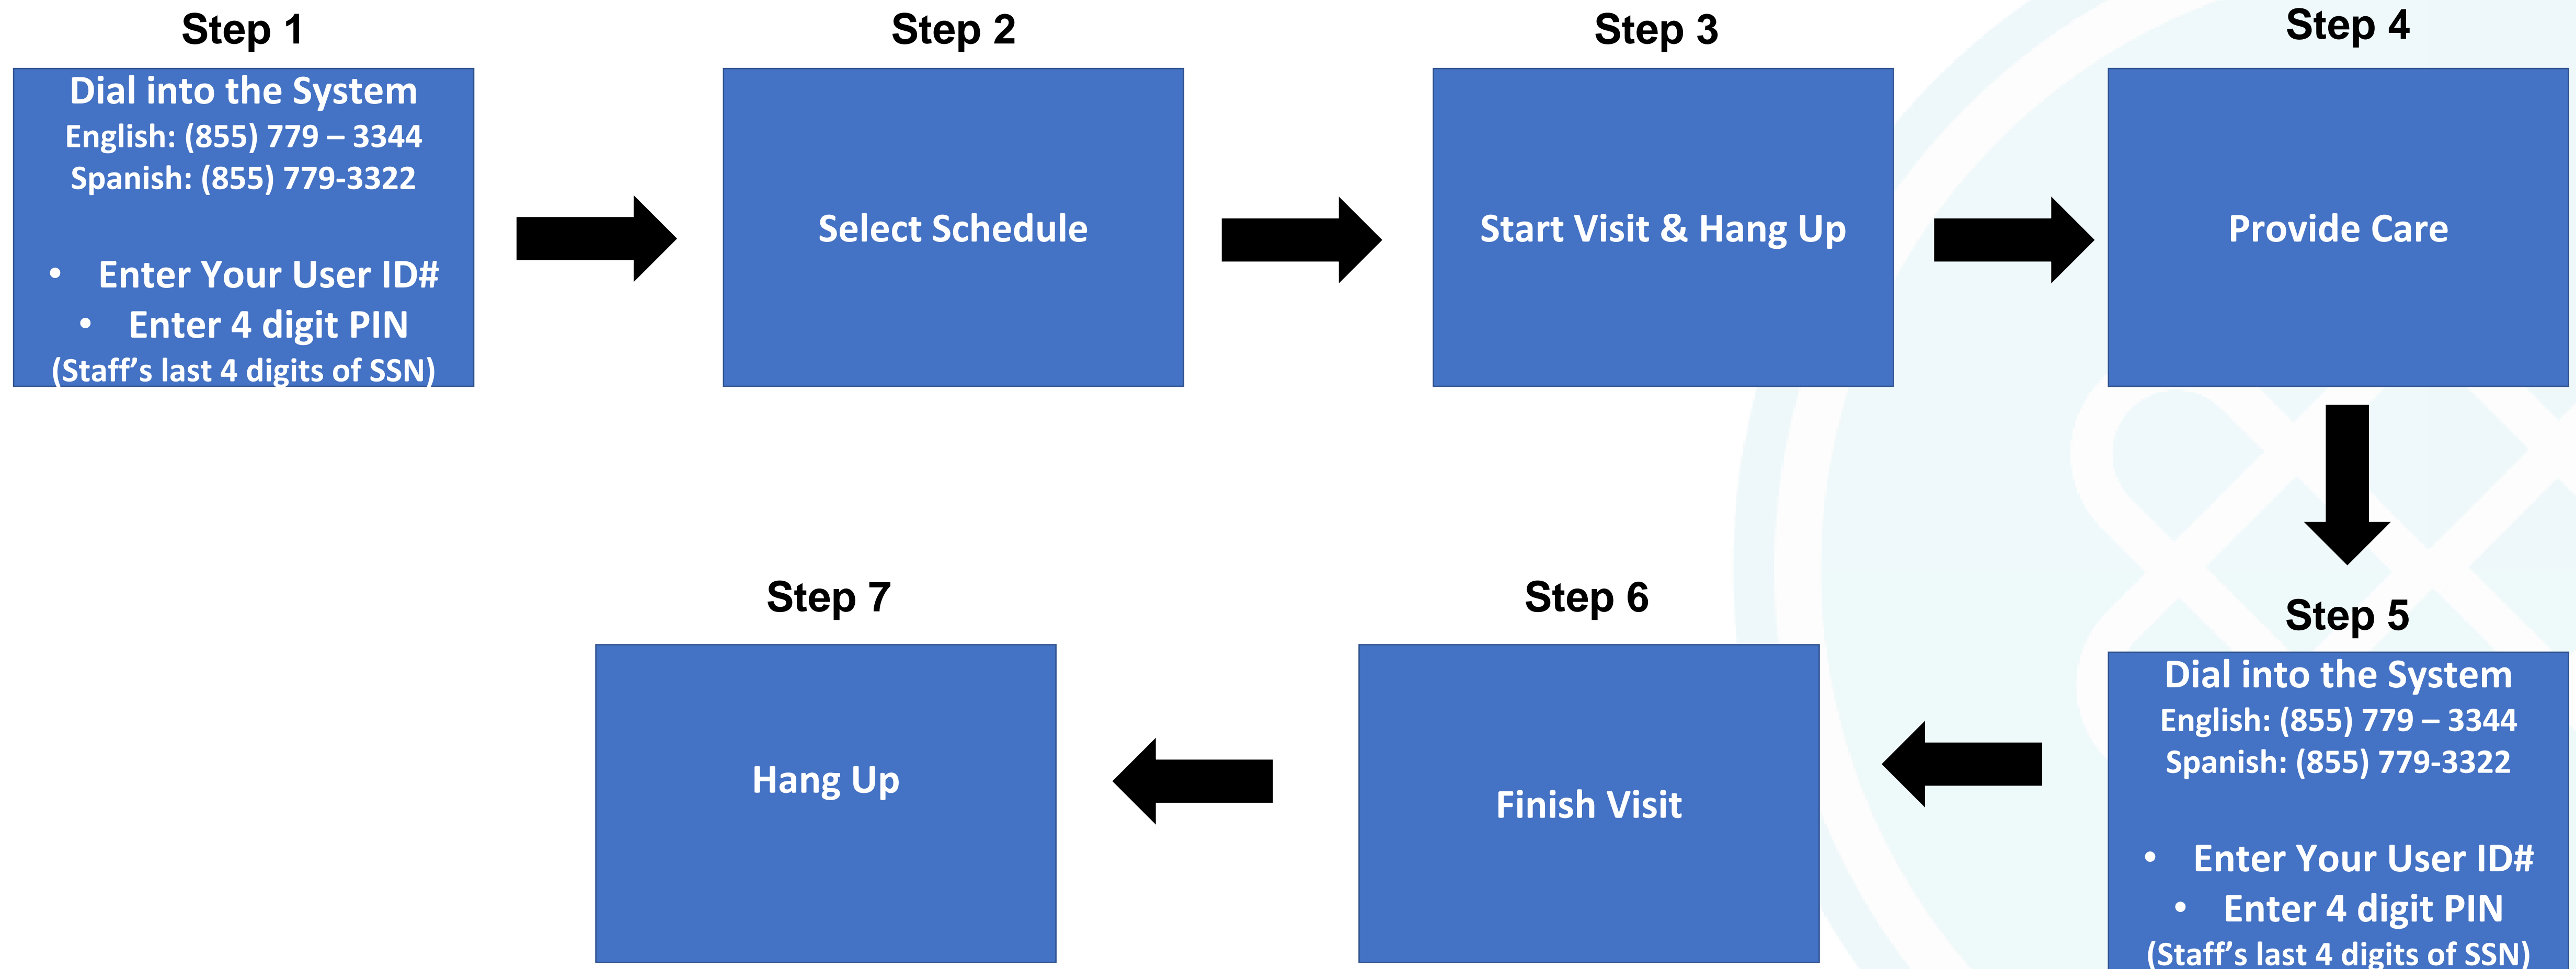 Step 1
Dial into the System
English: (855) 779 – 3344
Spanish: (855) 779-3322
• Enter Your User ID#
• Enter 4 digit PIN
(Staff’s last 4 digits of SSN)
Step 2
Select Schedule
Step 3
Start Visit & Hang Up
Step 4
Provide Care
Step 5
Dial into the System
English: (855) 779 – 3344
Spanish: (855) 779-3322
• Enter Your User ID#
• Enter 4 digit PIN
(Staff’s last 4 digits of SSN)
Step 6
Finish Visit
Step 7
Hang Up